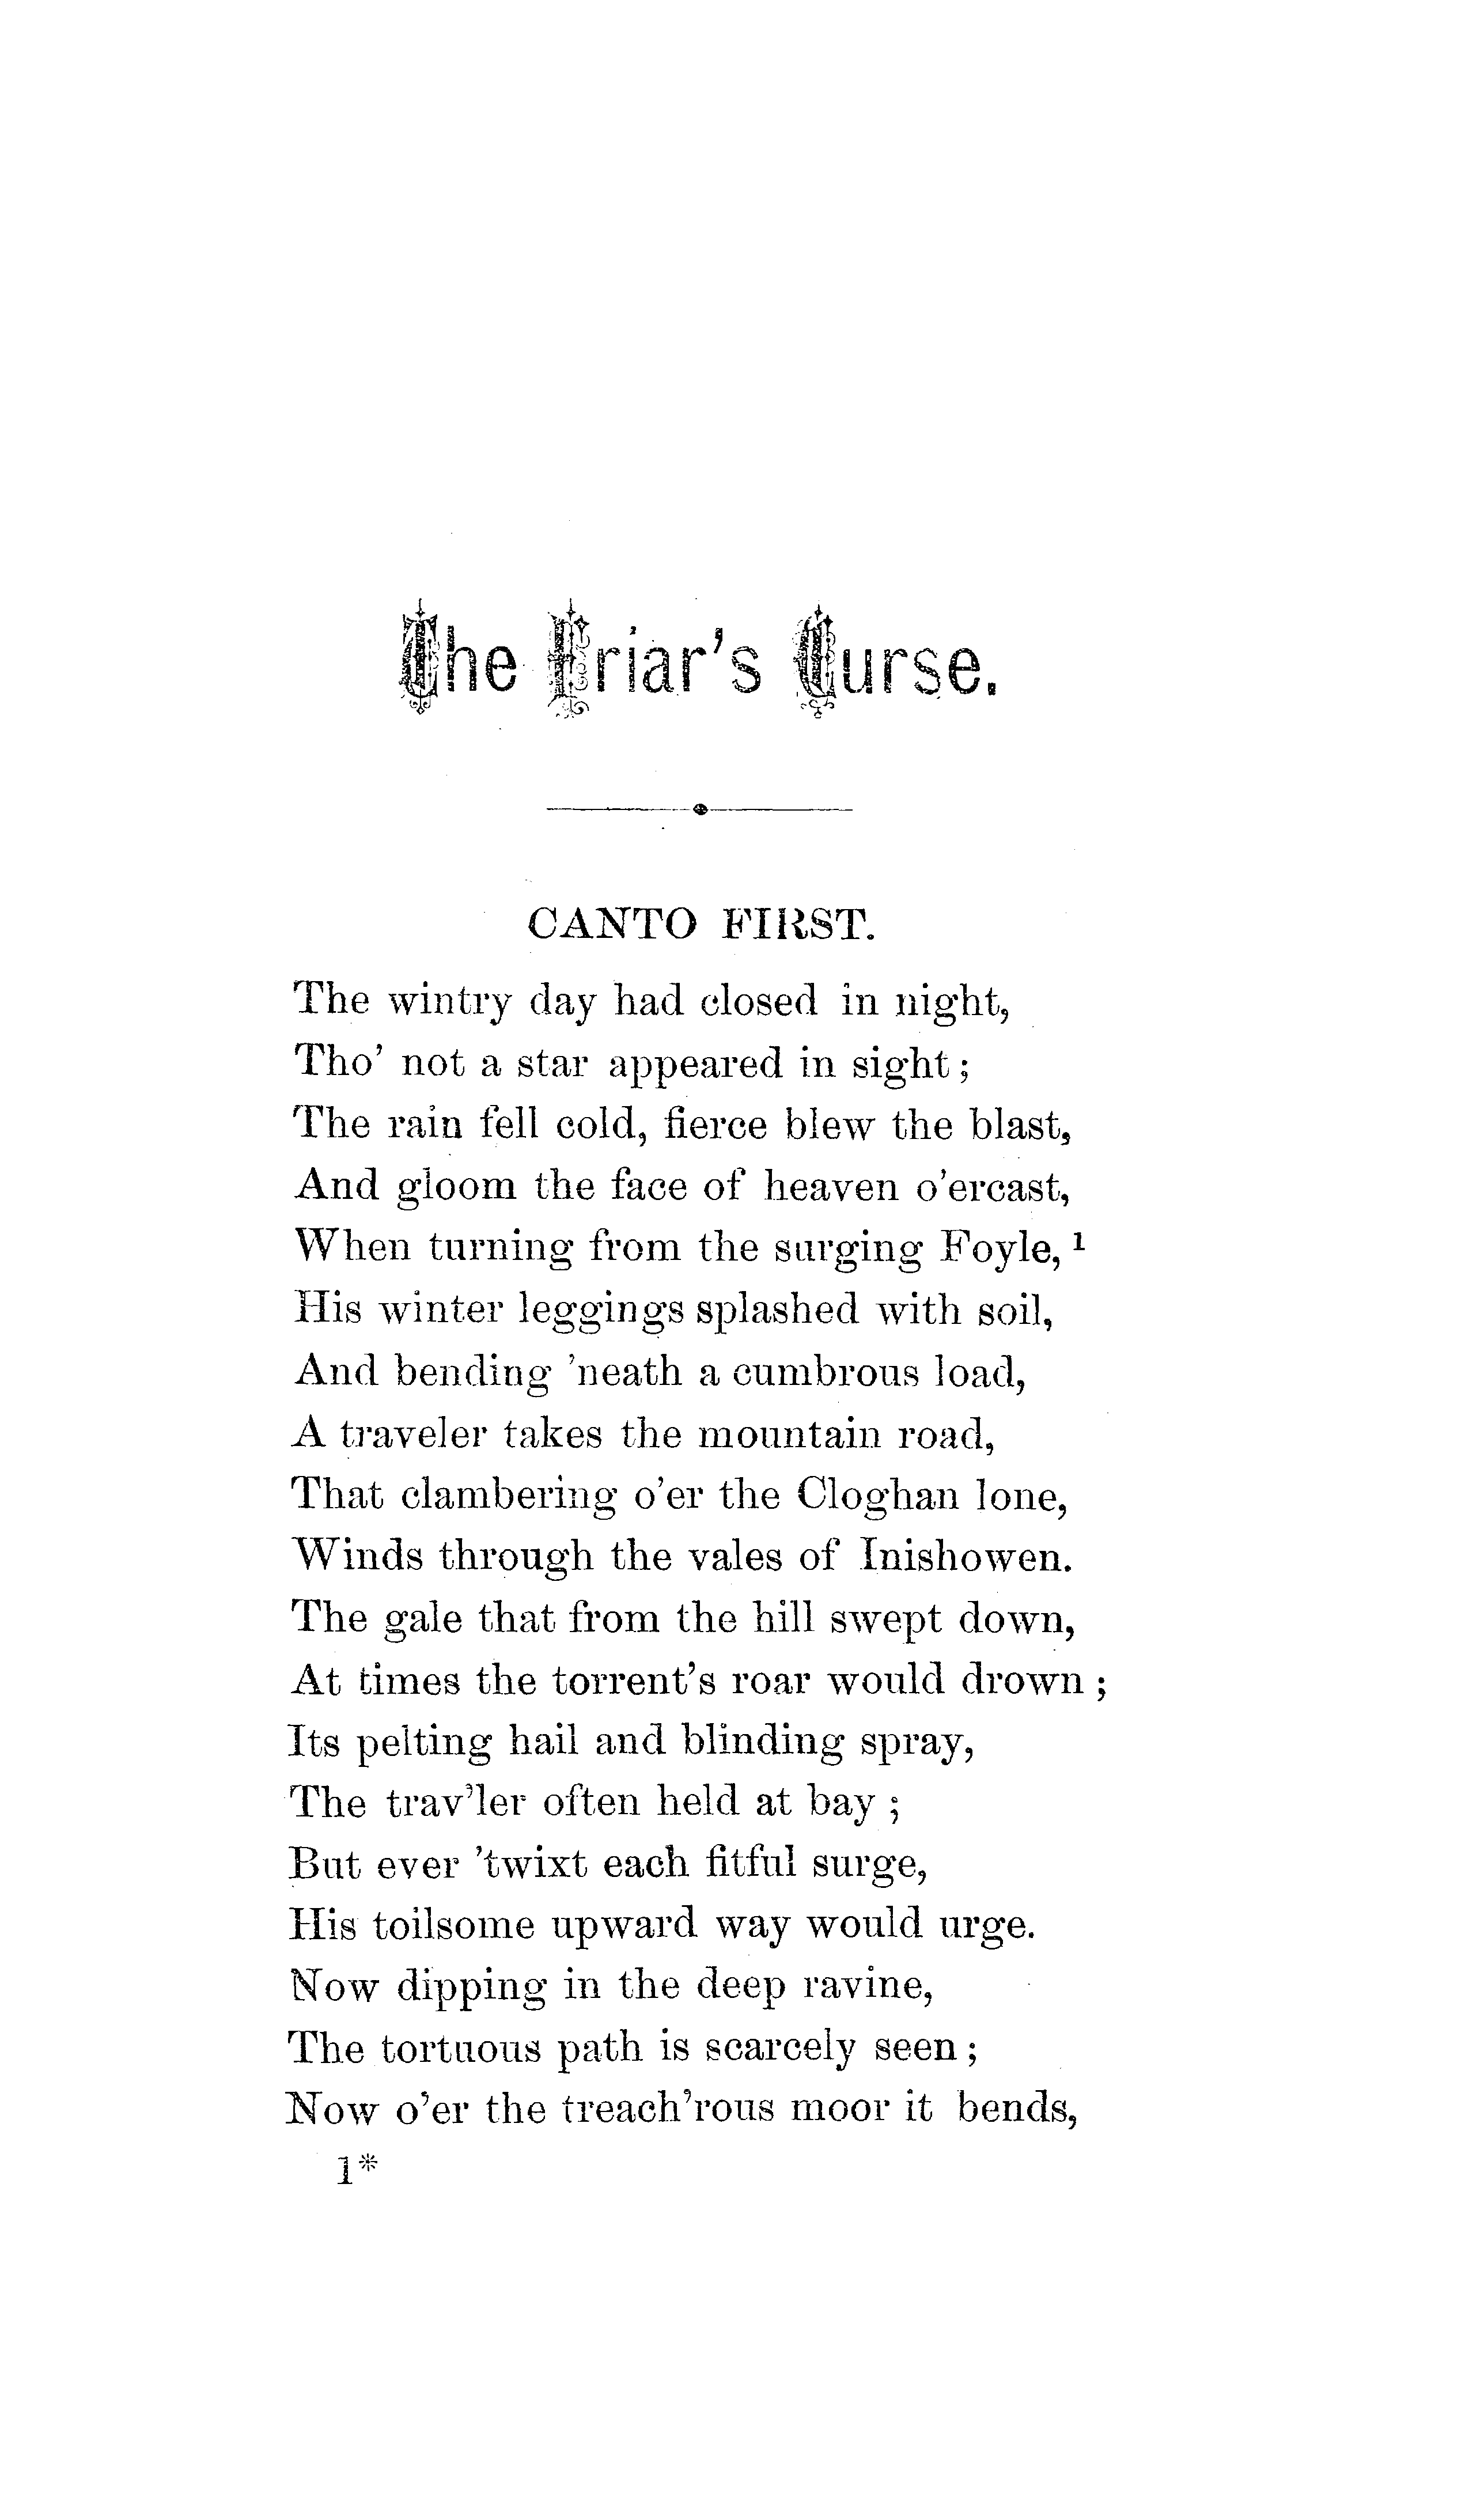 The Friar's Curse.
CANTO FIRST.
The wintry day had closed in night,
Tho' not a star appeared in sight;
The rain fell cold, fierce blew the blast,
And gloom the face of heaven o'ercast,
When turning from the surging Foyle, ¹
His winter leggings splashed with soil,
And bending 'neath a cumbrous load,
A traveler takes the mountain road,
That clambering o'er the Cloghan lone,
Winds through the vales of Inishowen.
The gale that from the hill swept down,
At times the torrent's roar would drown;
Its pelting hail and blinding spray,
The trav'ler often held at bay;
But ever 'twixt each fitful surge,
His toilsome upward way would urge.
Now dipping in the deep ravine,
The tortuous path is scarcely seen;
Now o'er the treach'rous moor it bends,
1*